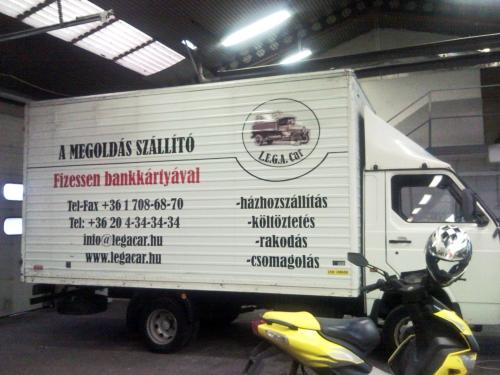 A MEGOLDÁS SZÁLLÍTÓ
Fizessen bankkártyával
Tel-Fax +36 1 708-68-70
Tel: +36 20 4-34-34-34
info@legacar.hu
www.legacar.hu
L.E.G.A. Car
-házhozszállítás
-költöztetés
-rakodás
-csomagolás